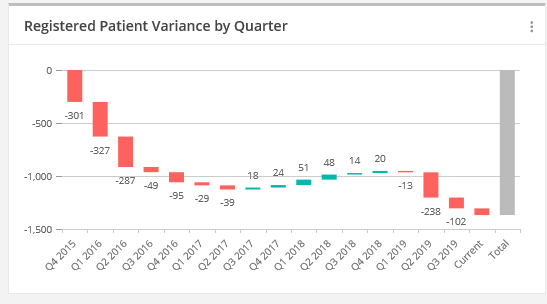 Registered Patient Variance by Quarter
0
-500
-1,000
-1,500
-301
-327
-287
-49
-95
-29
-39
18
24
51
48
14
20
-13
-238
-102
Q4 2015
Q1 2016
Q2 2016
Q3 2016
Q4 2016
Q1 2017
Q2 2017
Q3 2017
Q4 2017
Q1 2018
Q2 2018
Q3 2018
Q4 2018
Q1 2019
Q2 2019
Q3 2019
Current
Total